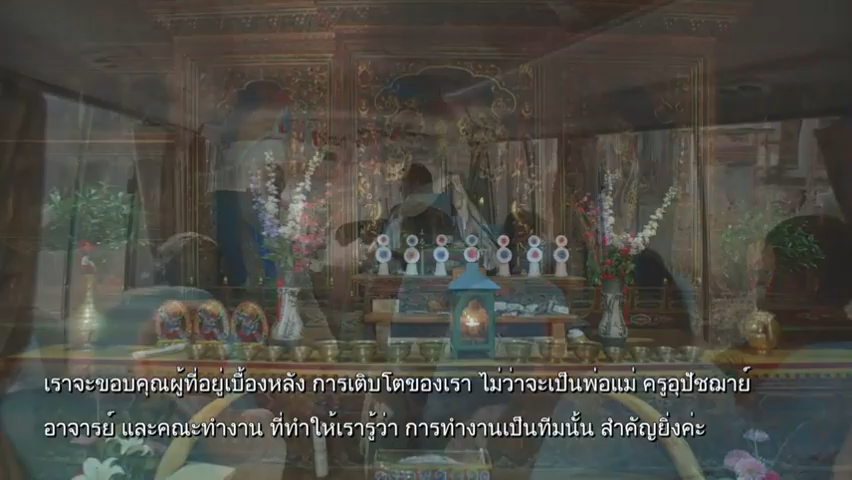 เราจะขอบคุณผู้ที่อยู่เบื้องหลัง การเติบโตของเรา ไม่ว่าจะเป็นพ่อแม่ ครูอุปัชฌาย์
อาจารย์ และคณะทำงาน ที่ทำให้เรารู้ว่า การทำงานเป็นทีมนั้น สำคัญยิ่งค่ะ